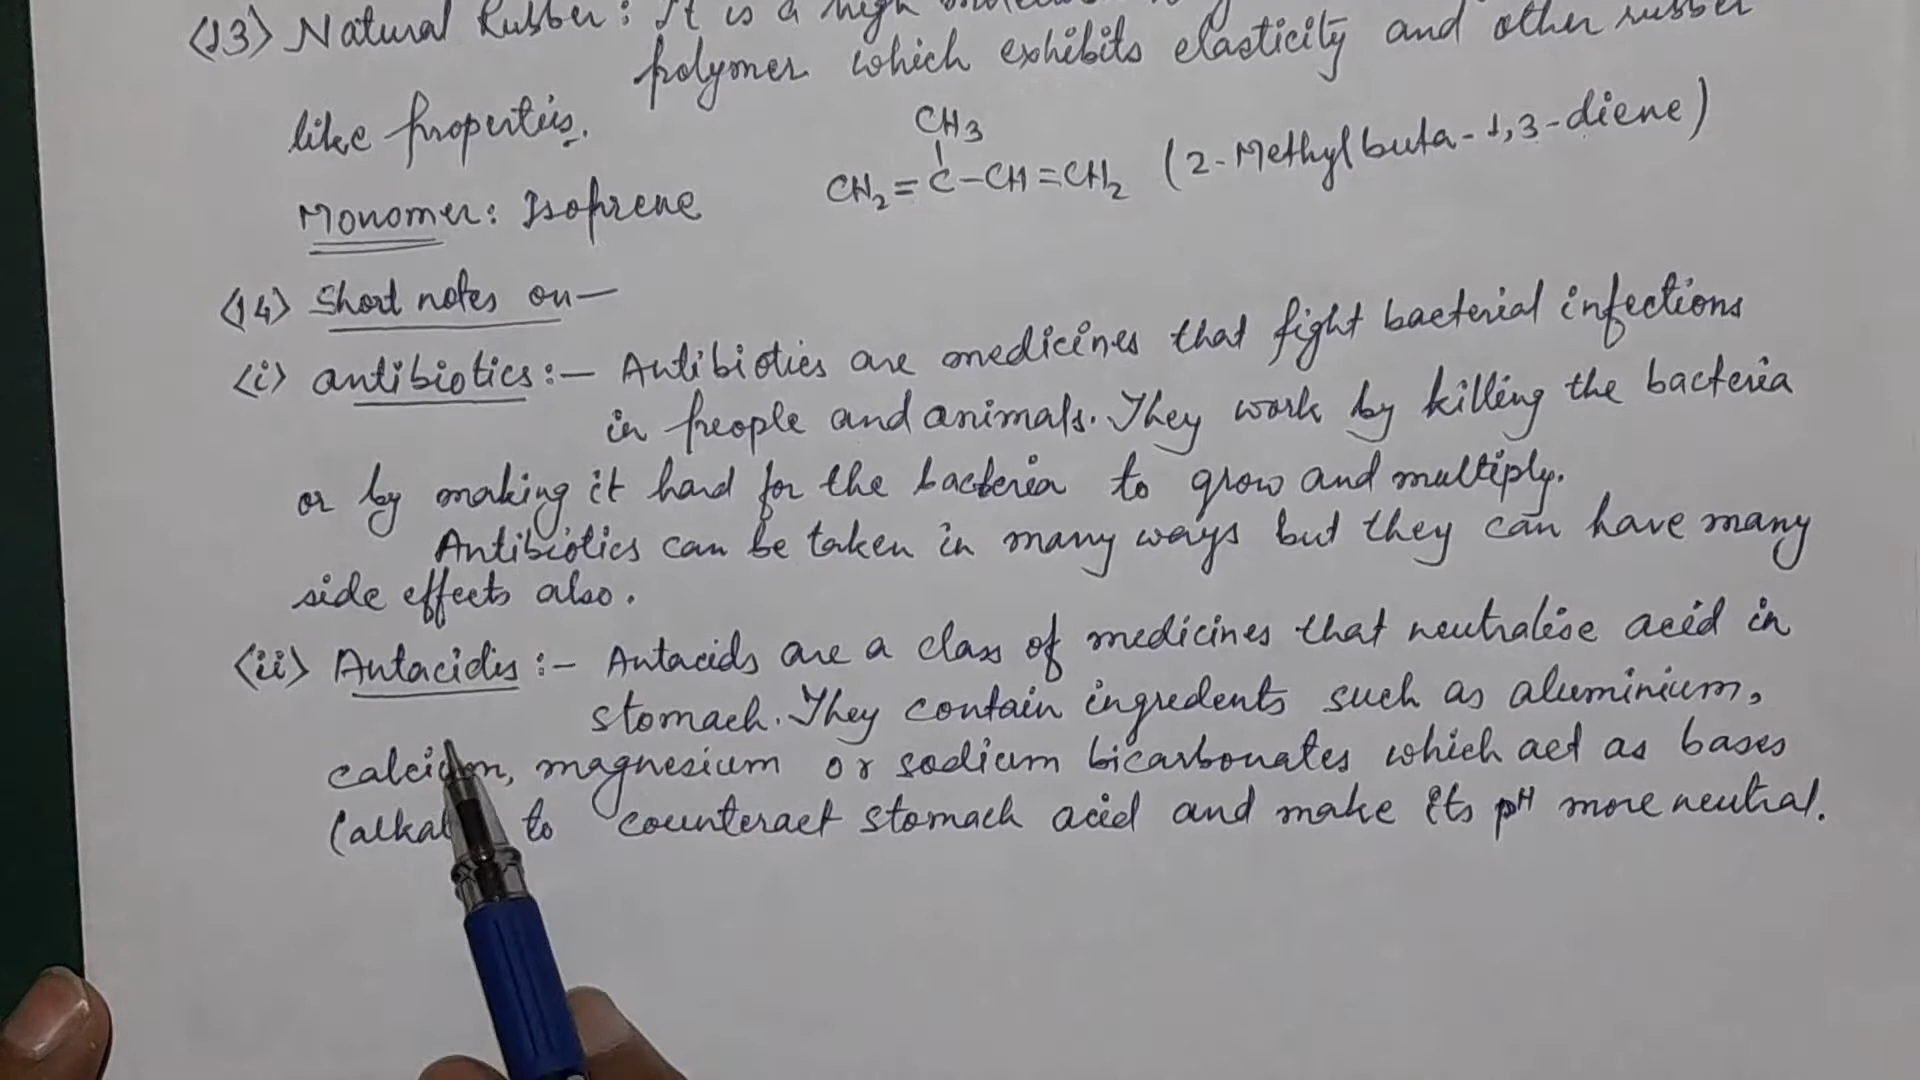 (13) Natural Rubber: It is a high
polymer which exhibits elasticity and other rubber
like properties.
CH3
Monomer: Isoprene CH2=C-CH=CH2 (2-Methylbuta-1,3-diene)
(14) Short notes on—
(i) antibiotics:— Antibiotics are medicines that fight bacterial infections
in people and animals. They work by killing the bacteria
or by making it hard for the bacteria to grow and multiply.
Antibiotics can be taken in many ways but they can have many
side effects also.
(ii) Antacids:— Antacids are a class of medicines that neutralise acid in
stomach. They contain ingredents such as aluminium,
calcium, magnesium or sodium bicarbonates which act as bases
(alkal to counteract stomach acid and make its pH more neutral.